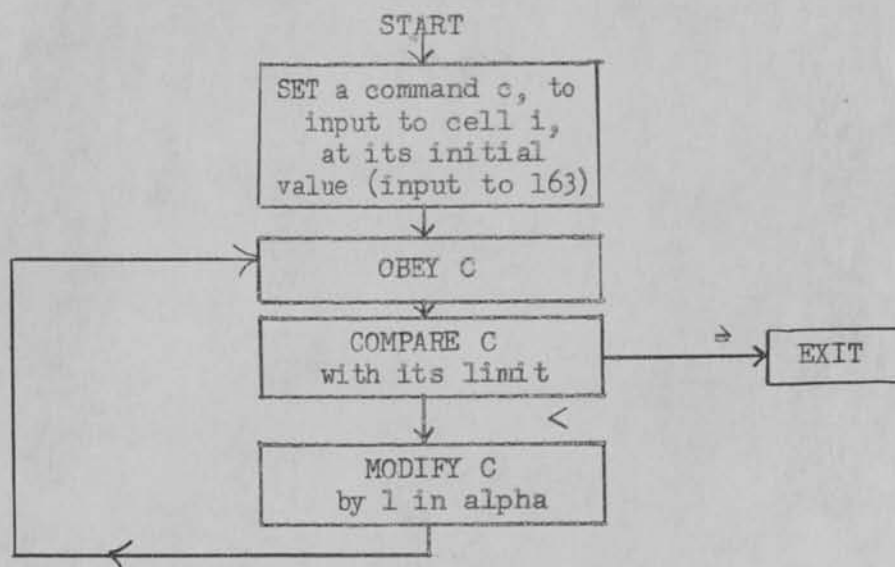 START
SET a command c, to
input to cell i,
at its initial
value (input to 163)
OBEY C
COMPARE C
with its limit
=
EXIT
<
MODIFY C
by 1 in alpha